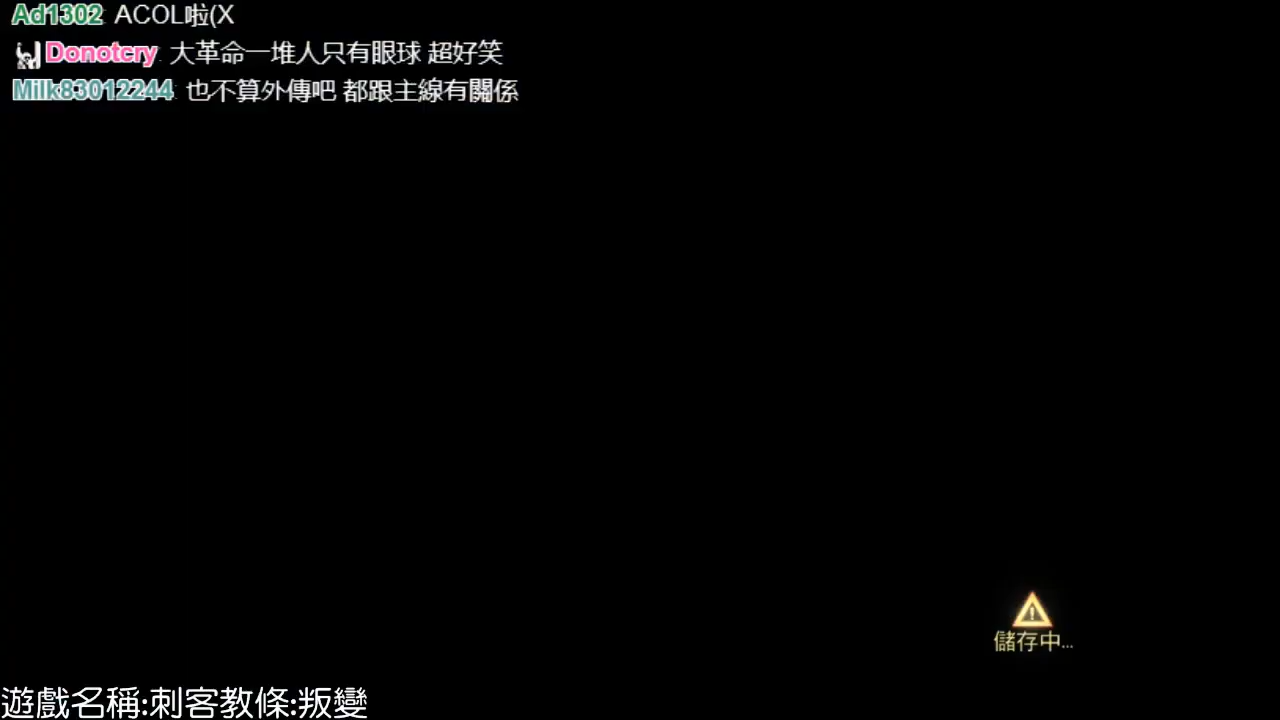 Ad1302: ACOL啦(X
Donotcry: 大革命一堆人只有眼球 超好笑
Milk83012244: 也不算外傳吧 都跟主線有關係
儲存中...
遊戲名稱:刺客教條:叛變